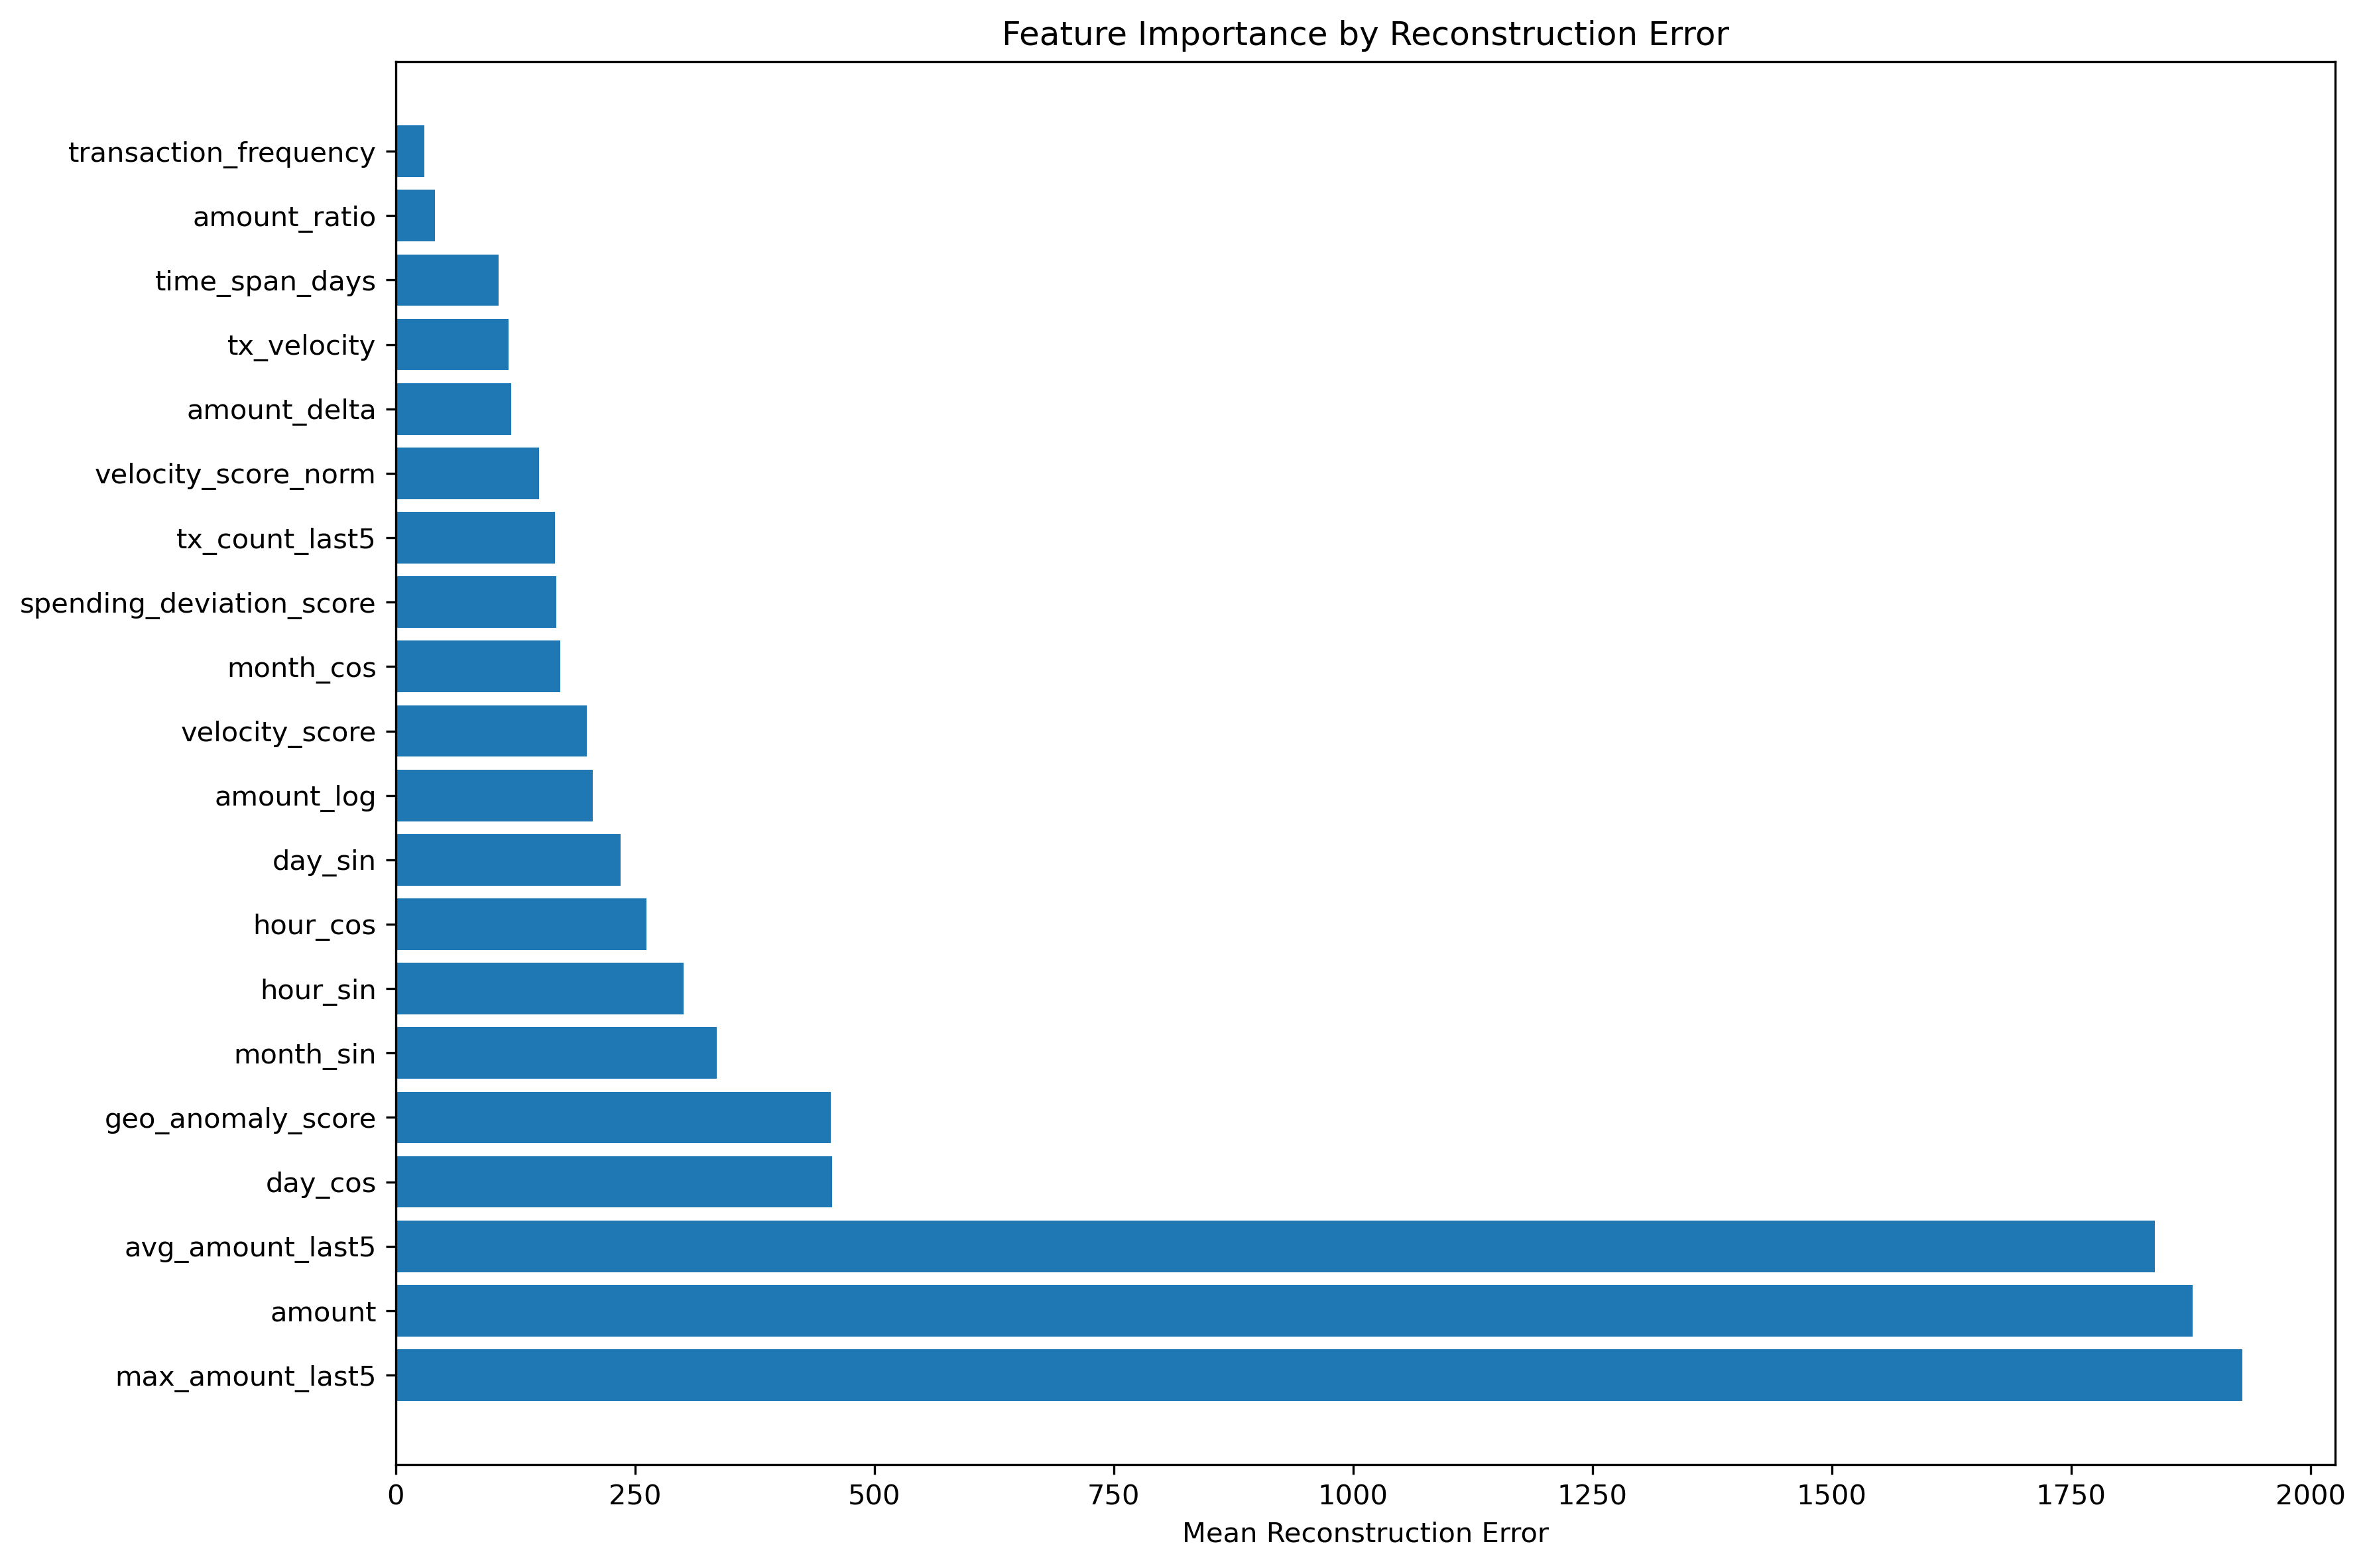 Feature Importance by Reconstruction Error
transaction_frequency
amount_ratio
time_span_days
tx_velocity
amount_delta
velocity_score_norm
tx_count_last5
spending_deviation_score
month_cos
velocity_score
amount_log
day_sin
hour_cos
hour_sin
month_sin
geo_anomaly_score
day_cos
avg_amount_last5
amount
max_amount_last5
0 250 500 750 1000 1250 1500 1750 2000
Mean Reconstruction Error